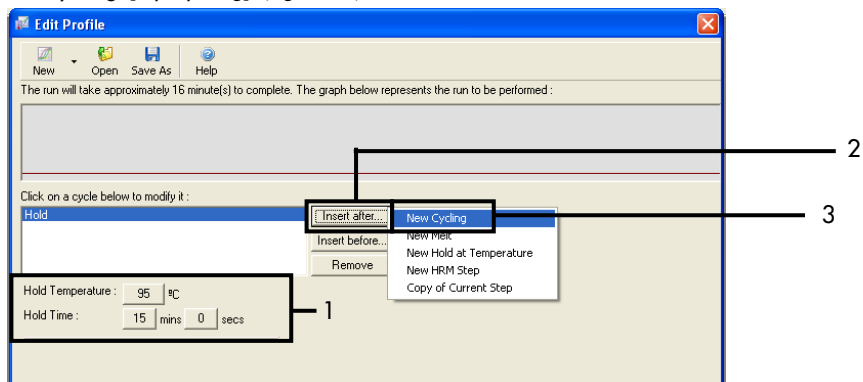 Edit Profile
New Open Save As Help
The run will take approximately 16 minute(s) to complete. The graph below represents the run to be performed :
2
Click on a cycle below to modify it :
Hold
Insert after...
New Cycling
3
Insert before...
New Melt
New Hold at Temperature
Remove
New HRM Step
Copy of Current Step
Hold Temperature : 95 ºC
Hold Time : 15 mins 0 secs
1